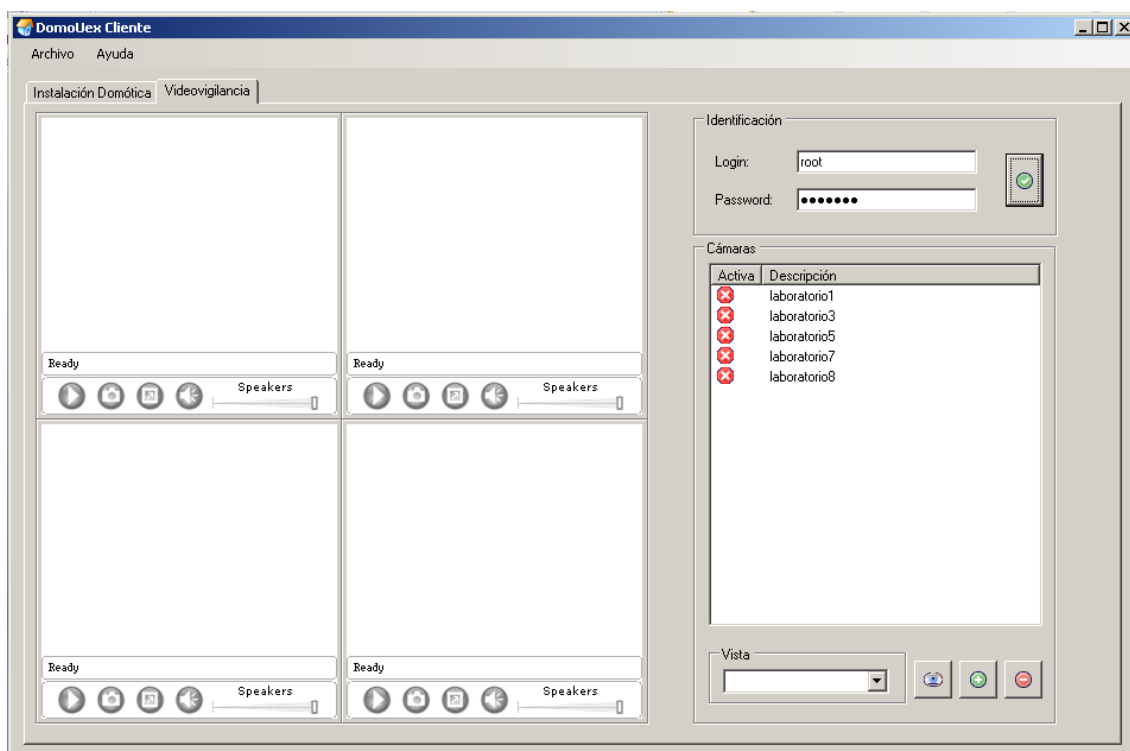 DomoUex Cliente
Archivo Ayuda
Instalación Domótica Videovigilancia
Identificación
Login: root
Password: •••••••
Cámaras
Activa Descripción
laboratorio1
laboratorio3
laboratorio5
laboratorio7
laboratorio8
Ready Ready
Speakers Speakers
Vista
Ready Ready
Speakers Speakers